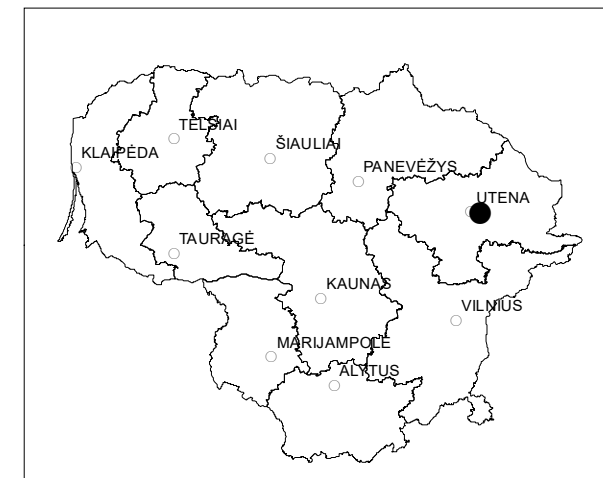 TELŠIAI
ŠIAULIAI
KLAIPĖDA
PANEVĖŽYS
UTENA
TAURAGĖ
KAUNAS
VILNIUS
MARIJAMPOLĖ
ALYTUS